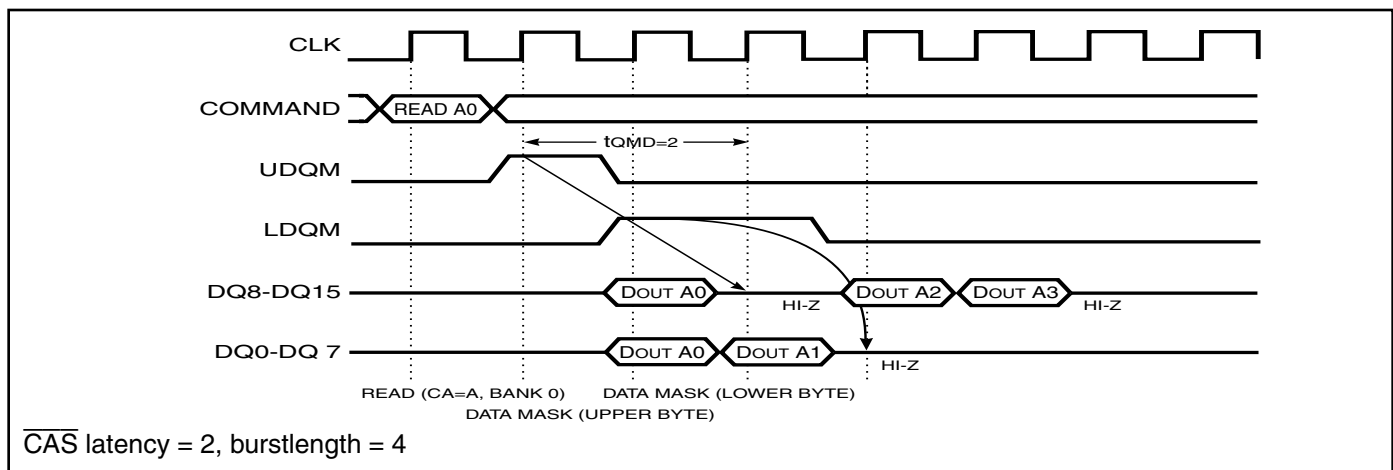 CLK
COMMAND
READ A0
tQMD=2
UDQM
LDQM
DQ8-DQ15
DOUT A0
HI-Z
DOUT A2
DOUT A3
HI-Z
DQ0-DQ 7
DOUT A0
DOUT A1
HI-Z
READ (CA=A, BANK 0)
DATA MASK (LOWER BYTE)
DATA MASK (UPPER BYTE)
CAS latency = 2, burstlength = 4